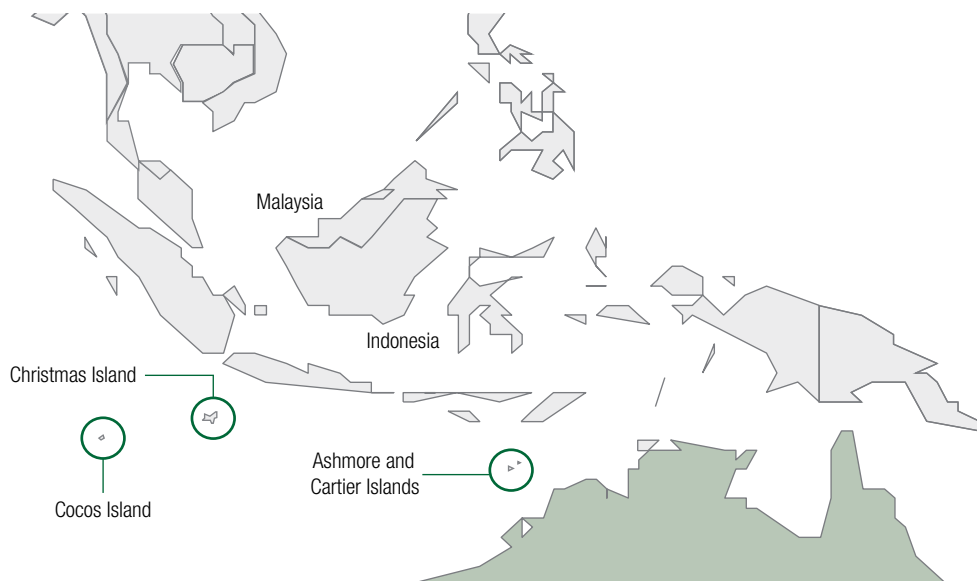 Malaysia
Indonesia
Christmas Island
Ashmore and
Cartier Islands
Cocos Island